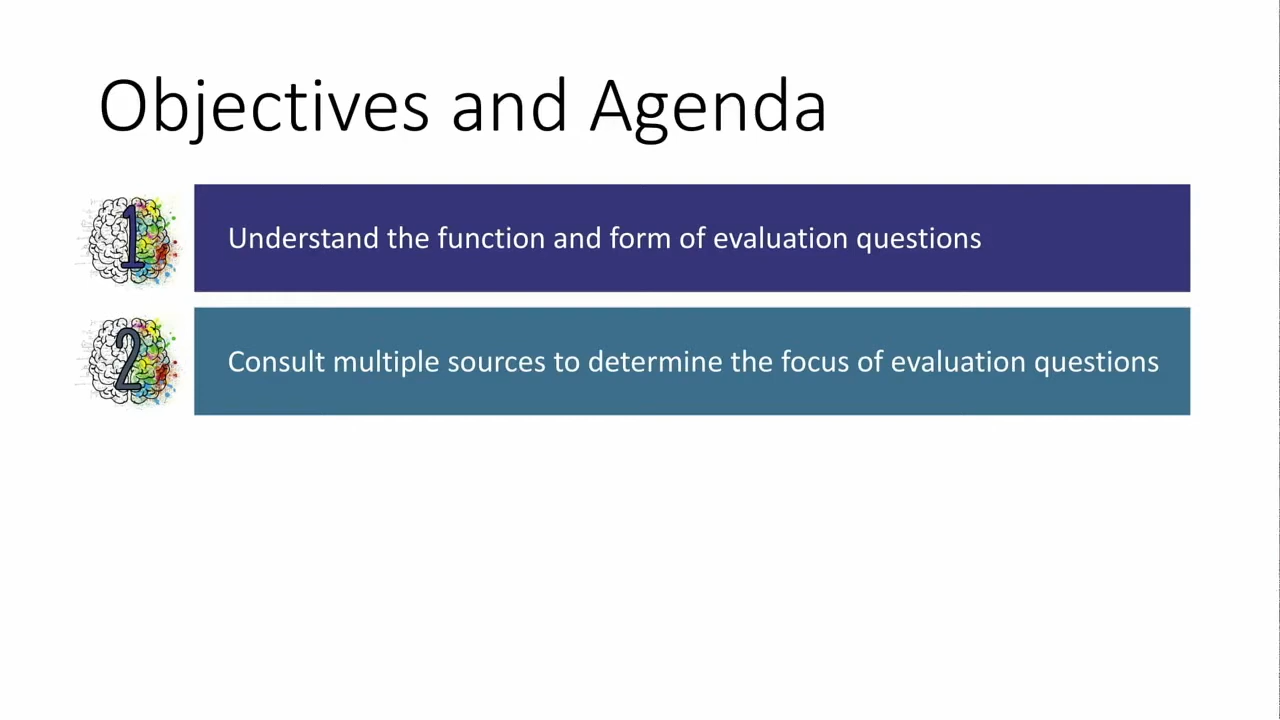 Objectives and Agenda
1
Understand the function and form of evaluation questions
2
Consult multiple sources to determine the focus of evaluation questions